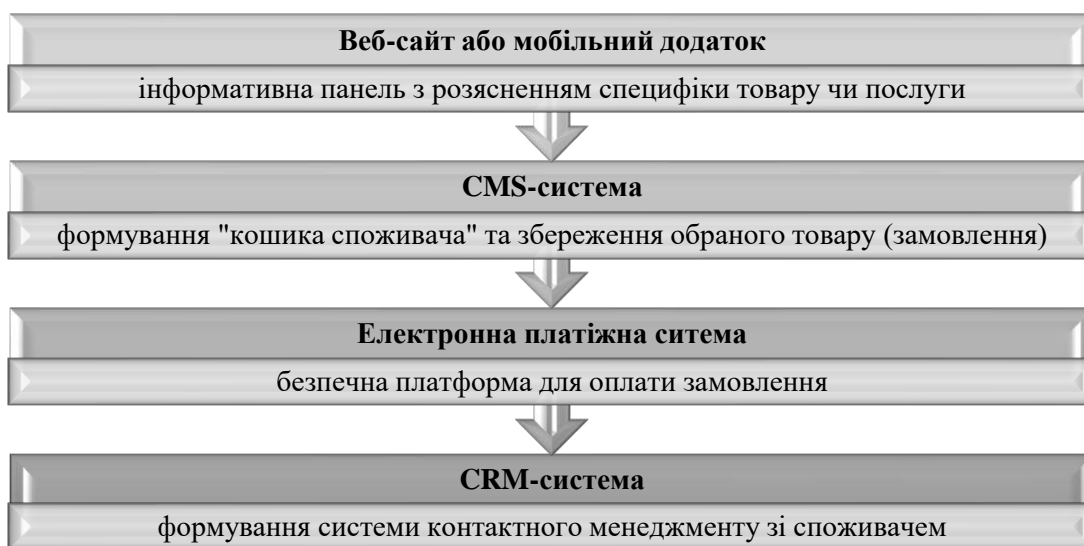 Веб-сайт або мобільний додаток
інформативна панель з розясненням специфіки товару чи послуги
CMS-система
формування "кошика споживача" та збереження обраного товару (замовлення)
Електронна платіжна ситема
безпечна платформа для оплати замовлення
CRM-система
формування системи контактного менеджменту зі споживачем